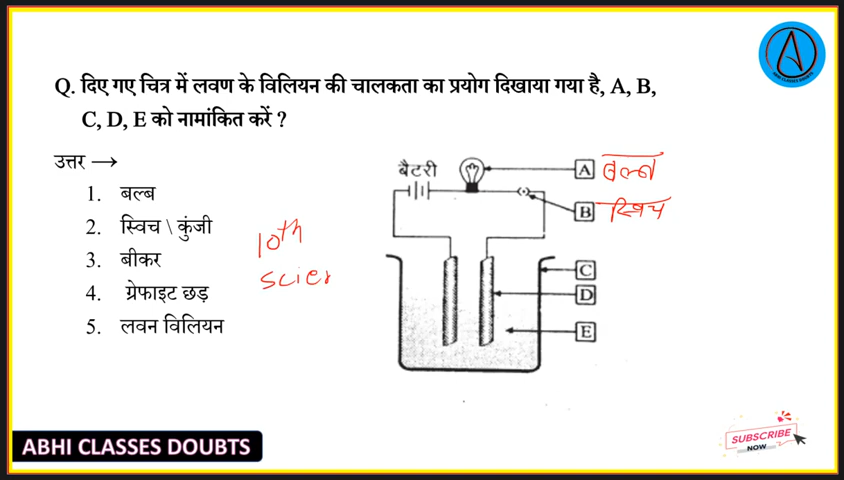 Q. दिए गए चित्र में लवण के विलियन की चालकता का प्रयोग दिखाया गया है, A, B,
C, D, E को नामांकित करें ?
उत्तर →
1. बल्ब
2. स्विच \ कुंजी
3. बीकर
4. ग्रेफाइट छड़
5. लवन विलियन
10th
scien
बैटरी
A बल्ब
B स्विच
C
D
E
ABHI CLASSES DOUBTS
SUBSCRIBE
NOW